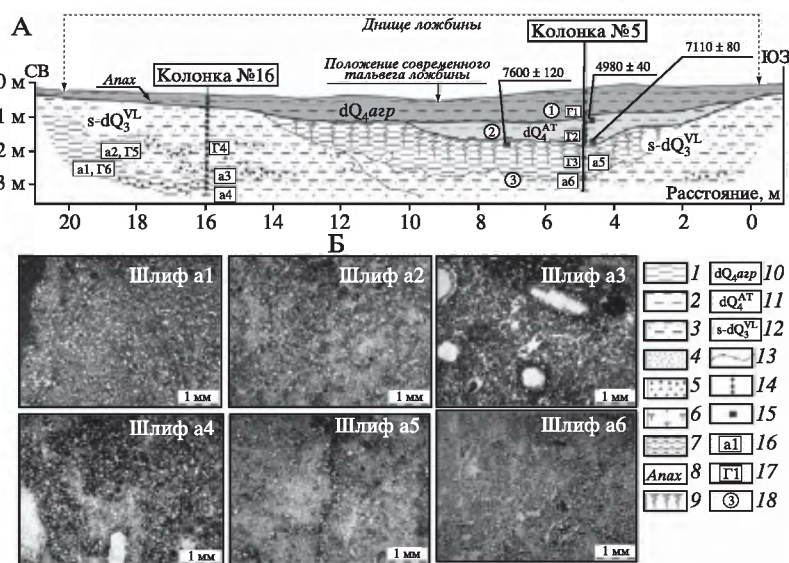 А
Днище ложбины
Колонка №5
7110 ± 80
СВ
Колонка №16
Положение современного
тальвега ложбины
7600 ± 120
4980 ± 40
ЮЗ
0 м
Апах
1 м
2 м
3 м
s-dQ₃ᵛᴸ
dQ₄агр
1
Г1
2
dQ₄ᴬᵀ
Г2
s-dQ₃ᵛᴸ
а2, Г5
Г4
Г3
а5
а1, Г6
а3
3
а6
а4
Расстояние, м
20 18 16 14 12 10 8 6 4 2 0
Б
Шлиф а1
1 мм
Шлиф а2
1 мм
Шлиф а3
1 мм
Шлиф а4
1 мм
Шлиф а5
1 мм
Шлиф а6
1 мм
1
2
3
4
5
6
7
Апах 8
9
dQ₄агр 10
dQ₄ᴬᵀ 11
s-dQ₃ᵛᴸ 12
13
14
15
а1 16
Г1 17
3 18